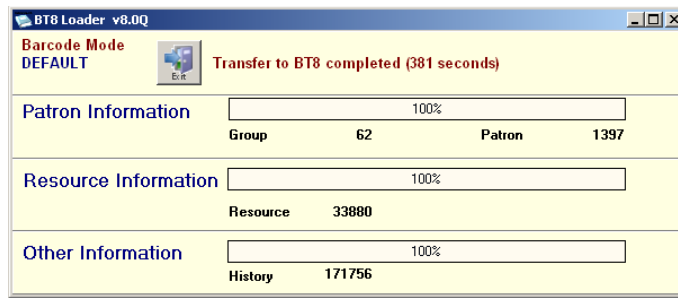 BT8 Loader v8.0Q
Barcode Mode
DEFAULT
Exit
Transfer to BT8 completed (381 seconds)
Patron Information
100%
Group 62 Patron 1397
Resource Information
100%
Resource 33880
Other Information
100%
History 171756